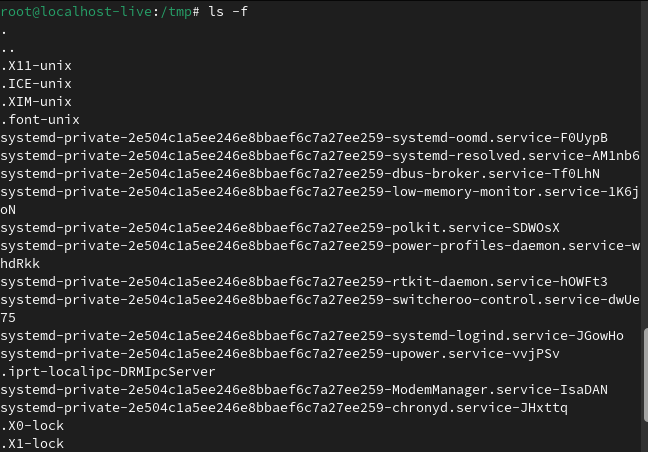 root@localhost-live:/tmp# ls -f
.
..
.X11-unix
.ICE-unix
.XIM-unix
.font-unix
systemd-private-2e504c1a5ee246e8bbaef6c7a27ee259-systemd-oomd.service-F0UypB
systemd-private-2e504c1a5ee246e8bbaef6c7a27ee259-systemd-resolved.service-AM1nb6
systemd-private-2e504c1a5ee246e8bbaef6c7a27ee259-dbus-broker.service-Tf0LhN
systemd-private-2e504c1a5ee246e8bbaef6c7a27ee259-low-memory-monitor.service-1K6j
oN
systemd-private-2e504c1a5ee246e8bbaef6c7a27ee259-polkit.service-SDWOsX
systemd-private-2e504c1a5ee246e8bbaef6c7a27ee259-power-profiles-daemon.service-w
hdRkk
systemd-private-2e504c1a5ee246e8bbaef6c7a27ee259-rtkit-daemon.service-hOWFt3
systemd-private-2e504c1a5ee246e8bbaef6c7a27ee259-switcheroo-control.service-dwUe
75
systemd-private-2e504c1a5ee246e8bbaef6c7a27ee259-systemd-logind.service-JGowHo
systemd-private-2e504c1a5ee246e8bbaef6c7a27ee259-upower.service-vvjPSv
.iprt-localipc-DRMIpcServer
systemd-private-2e504c1a5ee246e8bbaef6c7a27ee259-ModemManager.service-IsaDAN
systemd-private-2e504c1a5ee246e8bbaef6c7a27ee259-chronyd.service-JHxttq
.X0-lock
.X1-lock